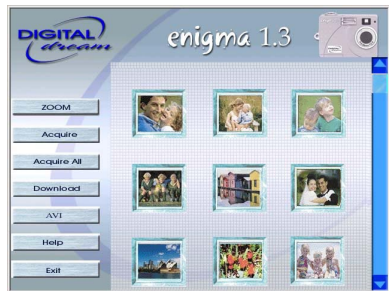 DIGITAL
dream
enigma 1.3
ZOOM
Acquire
Acquire All
Download
AVI
Help
Exit